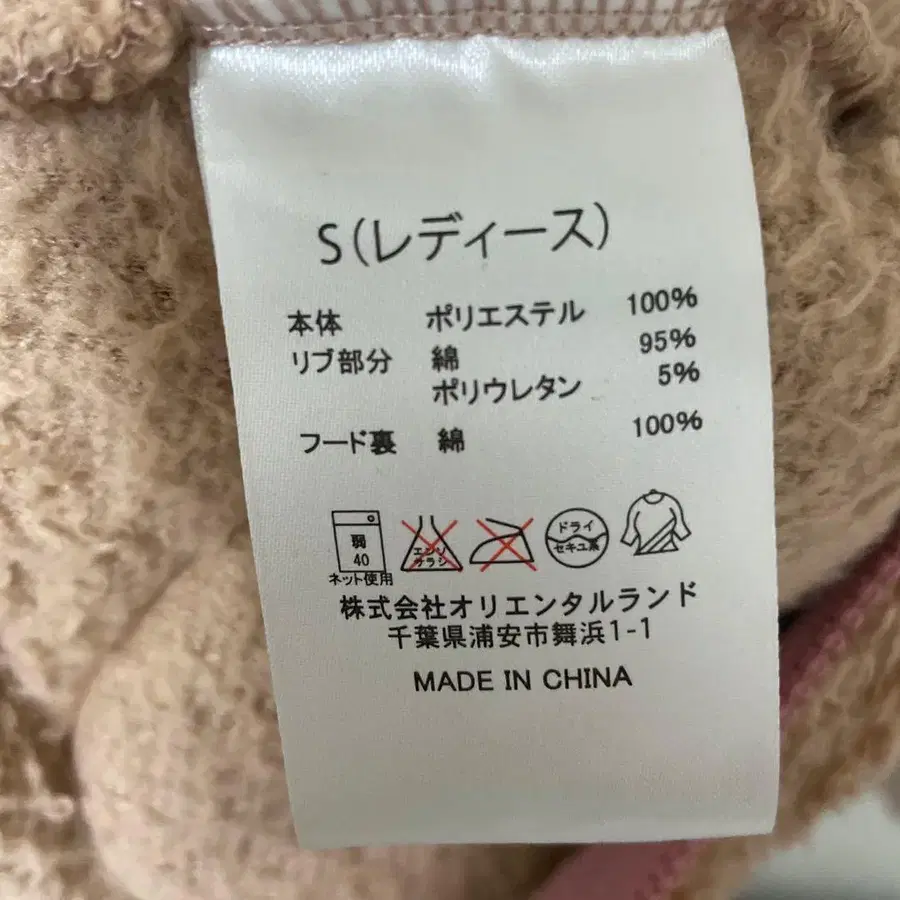 S(レディース)
本体 ポリエステル 100%
リブ部分 綿 95%
ポリウレタン 5%
フード裏 綿 100%
弱
40
ネット使用
エンソ
サラシ
ドライ
セキユ系
株式会社オリエンタルランド
千葉県浦安市舞浜1-1
MADE IN CHINA